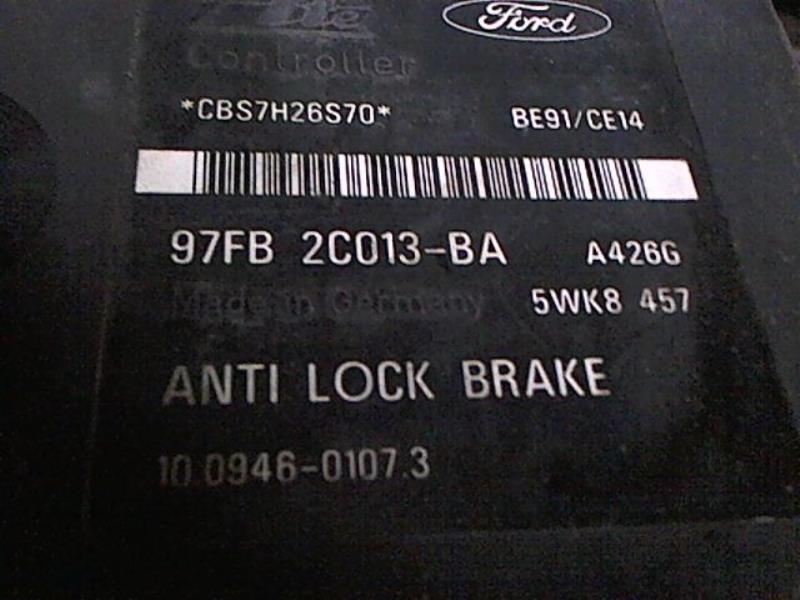 Ate Ford
Controller
*CBS7H26S70* BE91/CE14
97FB 2C013-BA A426G
Made in Germany 5WK8 457
ANTI LOCK BRAKE
10.0946-0107.3